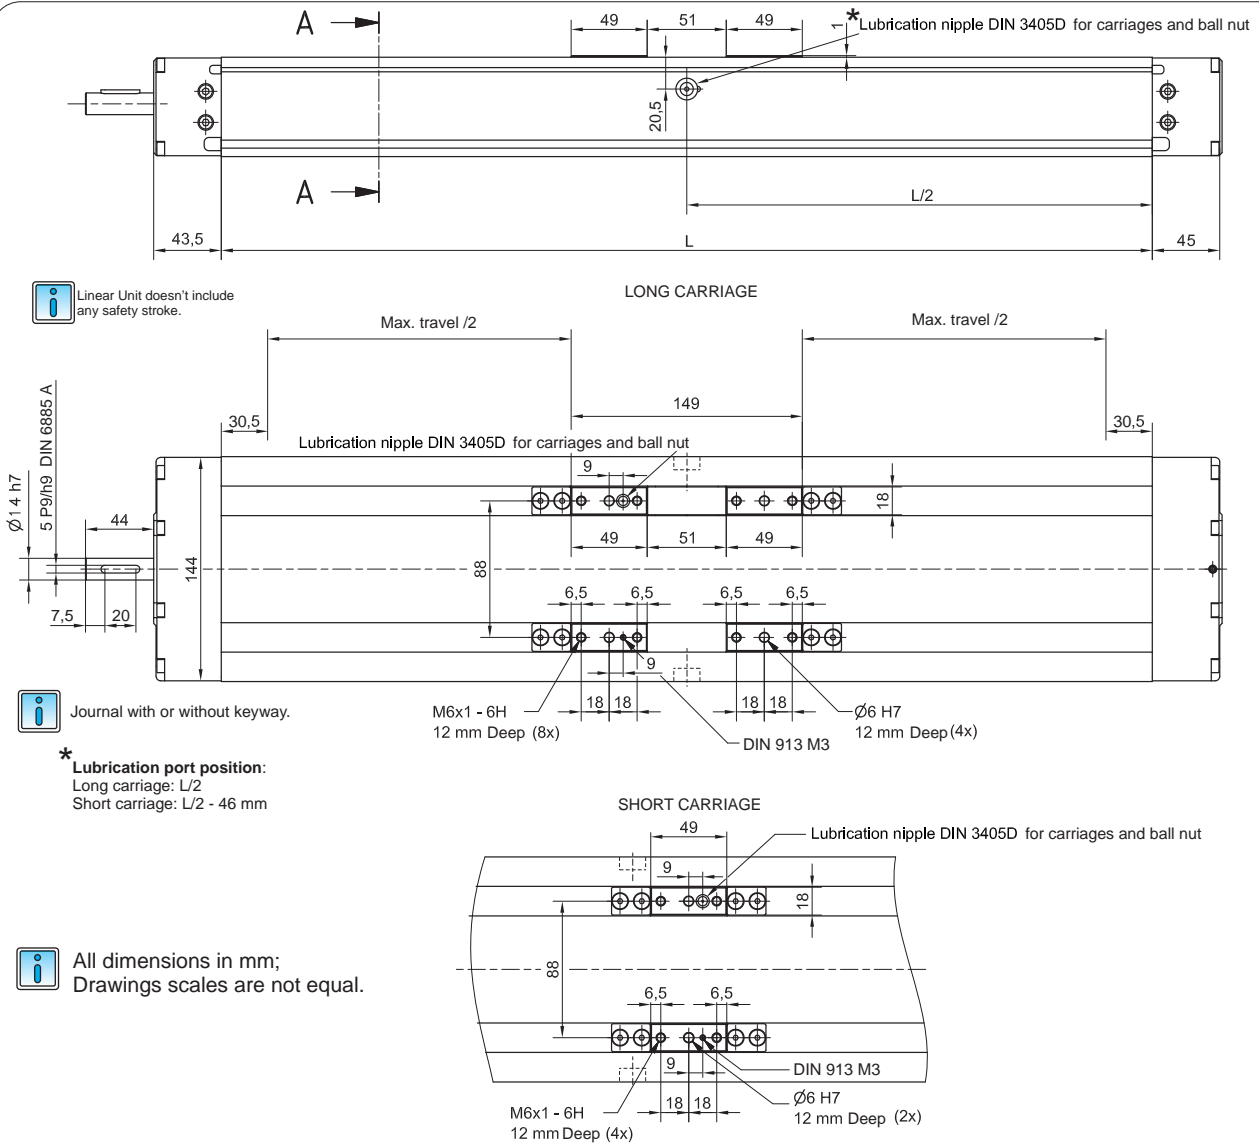 A
49
51
49
1
* Lubrication nipple DIN 3405D for carriages and ball nut
20,5
A
L/2
43,5
L
45
Linear Unit doesn't include
any safety stroke.
LONG CARRIAGE
Max. travel /2
Max. travel /2
149
30,5
30,5
Lubrication nipple DIN 3405D for carriages and ball nut
Ø14 h7
5 P9/h9 DIN 6885 A
9
18
44
49
51
49
144
88
7,5
20
6,5
6,5
6,5
6,5
9
18
18
18
18
M6x1 - 6H
12 mm Deep (8x)
Ø6 H7
12 mm Deep (4x)
DIN 913 M3
Journal with or without keyway.
* Lubrication port position:
Long carriage: L/2
Short carriage: L/2 - 46 mm
SHORT CARRIAGE
49
Lubrication nipple DIN 3405D for carriages and ball nut
9
18
88
All dimensions in mm;
Drawings scales are not equal.
6,5
6,5
9
DIN 913 M3
18
18
Ø6 H7
12 mm Deep (2x)
M6x1 - 6H
12 mm Deep (4x)